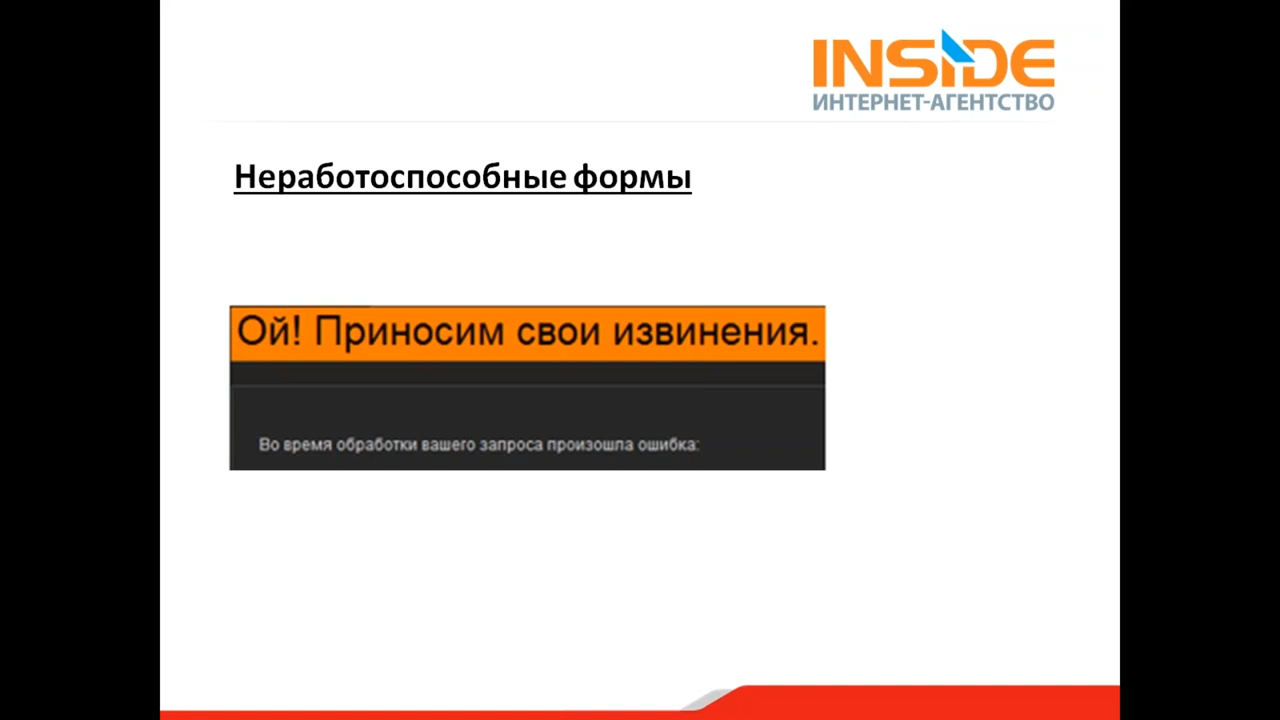 INSIDE
ИНТЕРНЕТ-АГЕНТСТВО
Неработоспособные формы
Ой! Приносим свои извинения.
Во время обработки вашего запроса произошла ошибка: